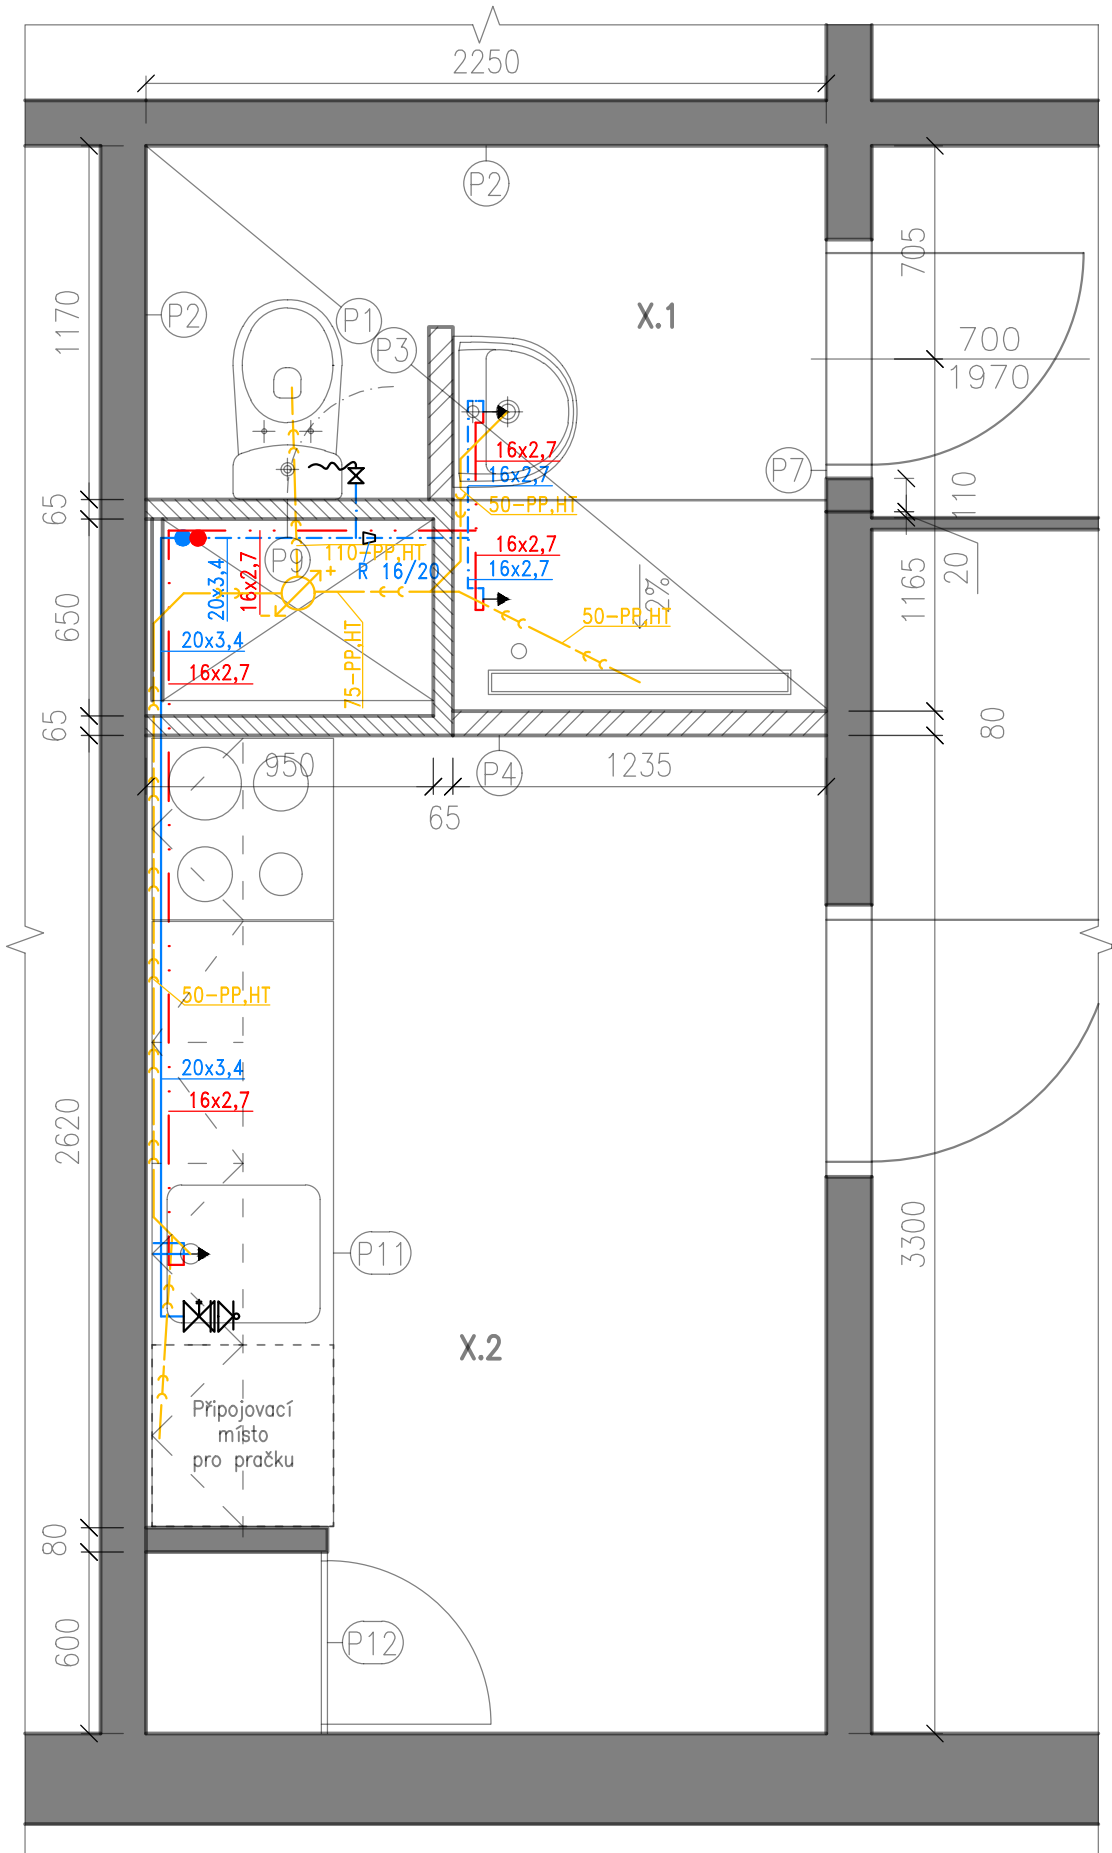 2250
P2
705
1170
P2
P1
X.1
P3
700
1970
16x2,7
16x2,7
P7
50-PP,HT
110
65
P9
110-PP,HT
R 16/20
16x2,7
16x2,7
20
1165
20x3,4
16x2,7
2%
650
50-PP,HT
20x3,4
75-PP,HT
16x2,7
65
80
950
P4
1235
65
50-PP,HT
20x3,4
16x2,7
2620
3300
P11
X.2
Připojovací
místo
pro pračku
80
600
P12